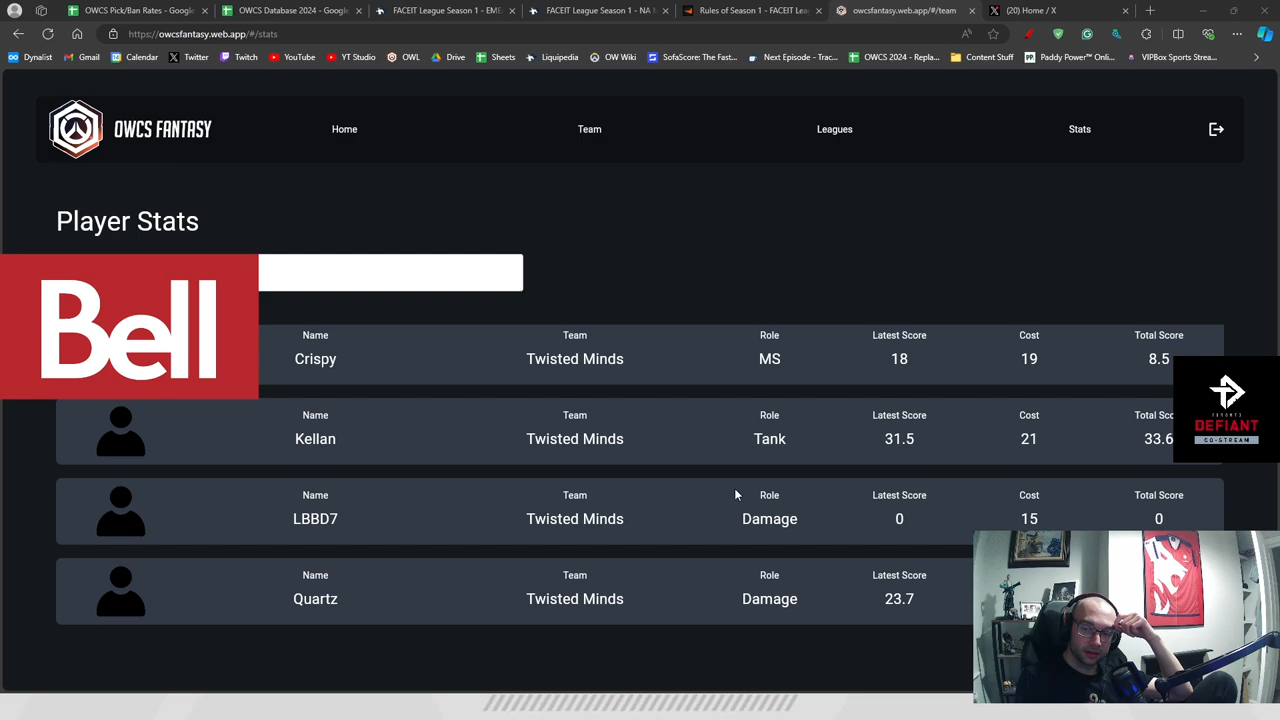 OWCS Pick/Ban Rates - Google
OWCS Database 2024 - Google
FACEIT League Season 1 - EME
FACEIT League Season 1 - NA
Rules of Season 1 - FACEIT Lea
owcsfantasy.web.app/#/team
(20) Home / X
https://owcsfantasy.web.app/#/stats
Dynalist Gmail Calendar Twitter Twitch YouTube YT Studio OWL Drive Sheets Liquipedia OW Wiki SofaScore: The Fast... Next Episode - Trac... OWCS 2024 - Repla... Content Stuff Paddy Power™ Onli... VIPBox Sports Strea...
OWCS FANTASY Home Team Leagues Stats
Player Stats
Bell
Name Team Role Latest Score Cost Total Score
Crispy Twisted Minds MS 18 19 8.5
Name Team Role Latest Score Cost Total Sco
Kellan Twisted Minds Tank 31.5 21 33.6
DEFIANT
CO-STREAM
Name Team Role Latest Score Cost Total Score
LBBD7 Twisted Minds Damage 0 15 0
Name Team Role Latest Score
Quartz Twisted Minds Damage 23.7